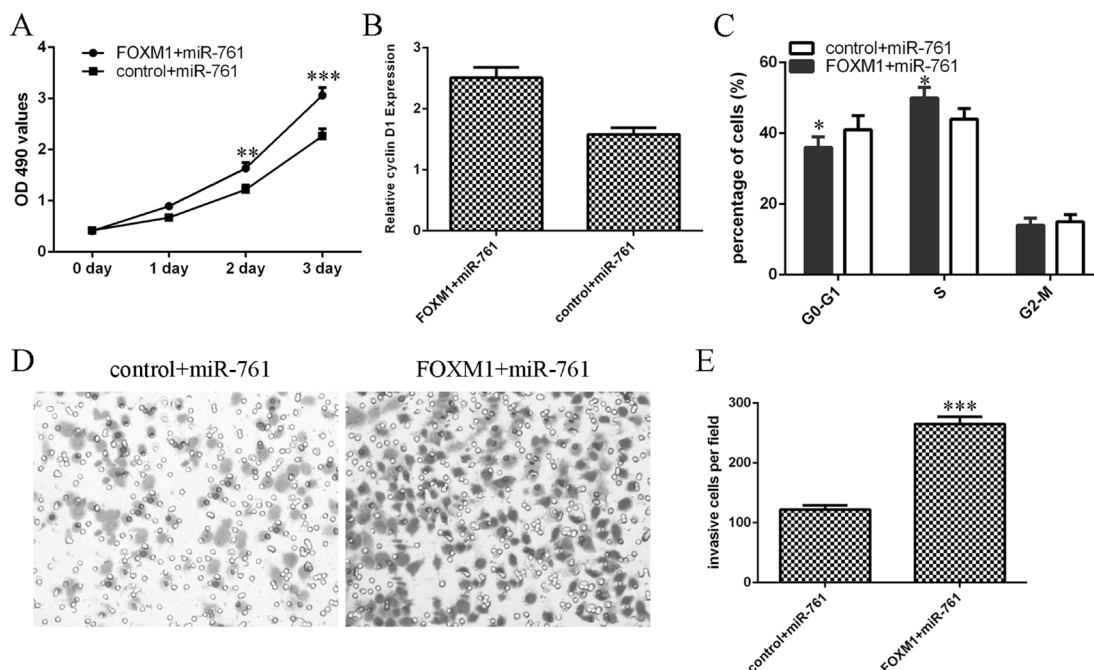 A
FOXM1+miR-761
control+miR-761
OD 490 values
4
3
2
1
0
**
***
0 day
1 day
2 day
3 day
B
Relative cyclin D1 Expression
3
2
1
0
FOXM1+miR-761
control+miR-761
C
control+miR-761
FOXM1+miR-761
percentage of cells (%)
60
40
20
0
*
*
G0-G1
S
G2-M
D
control+miR-761
FOXM1+miR-761
E
invasive cells per field
300
200
100
0
***
control+miR-761
FOXM1+miR-761